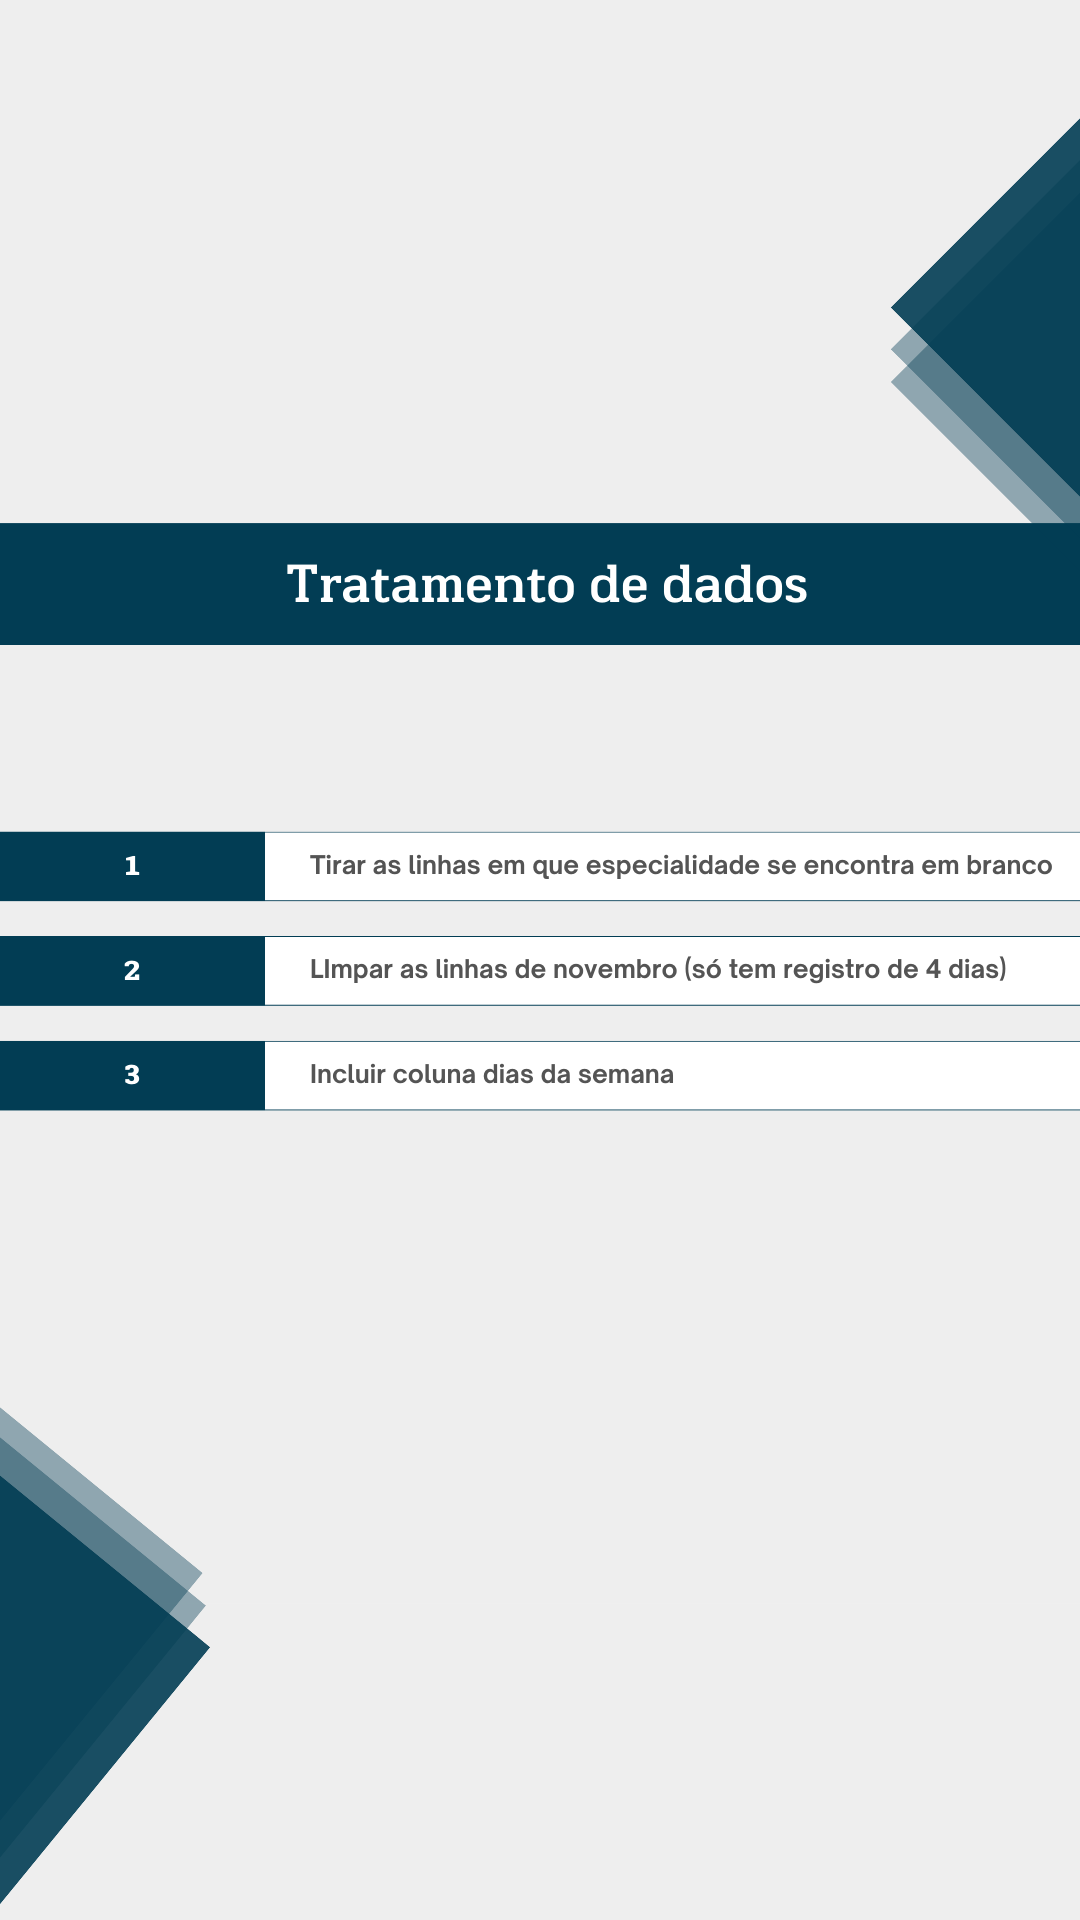 Tratamento de dados
1
Tirar as linhas em que especialidade se encontra em branco
2
LImpar as linhas de novembro (só tem registro de 4 dias)
3
Incluir coluna dias da semana